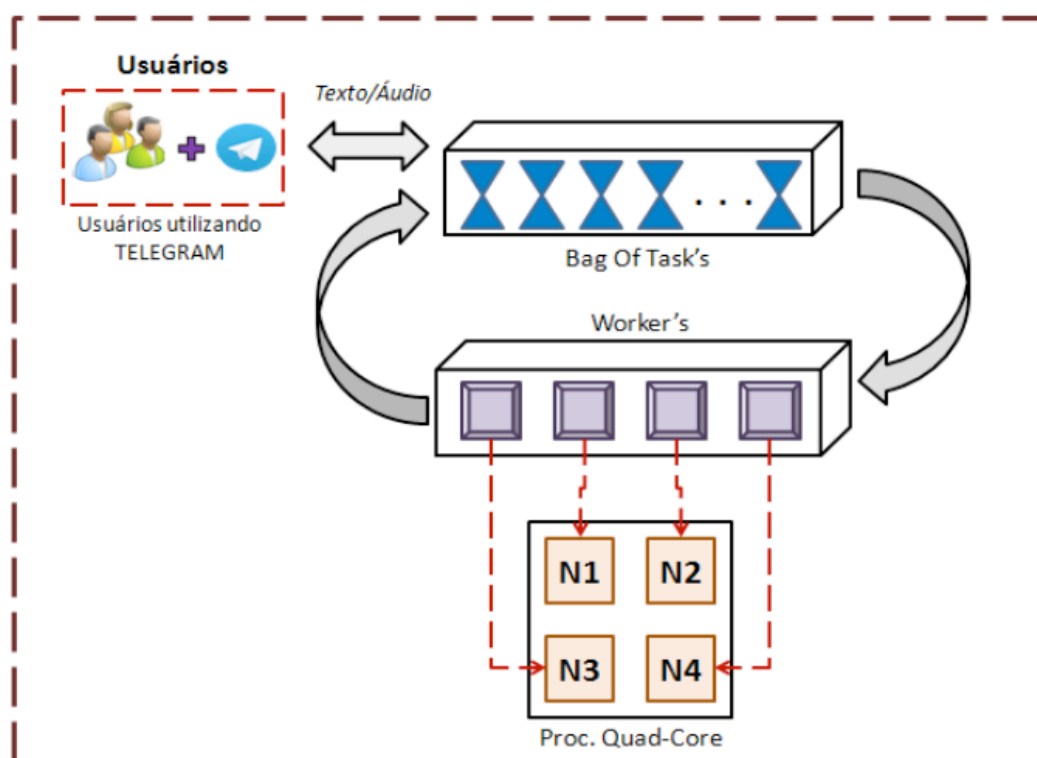 Usuários
Texto/Áudio
Usuários utilizando
TELEGRAM
Bag Of Task's
. . .
Worker's
N1 N2
N3 N4
Proc. Quad-Core